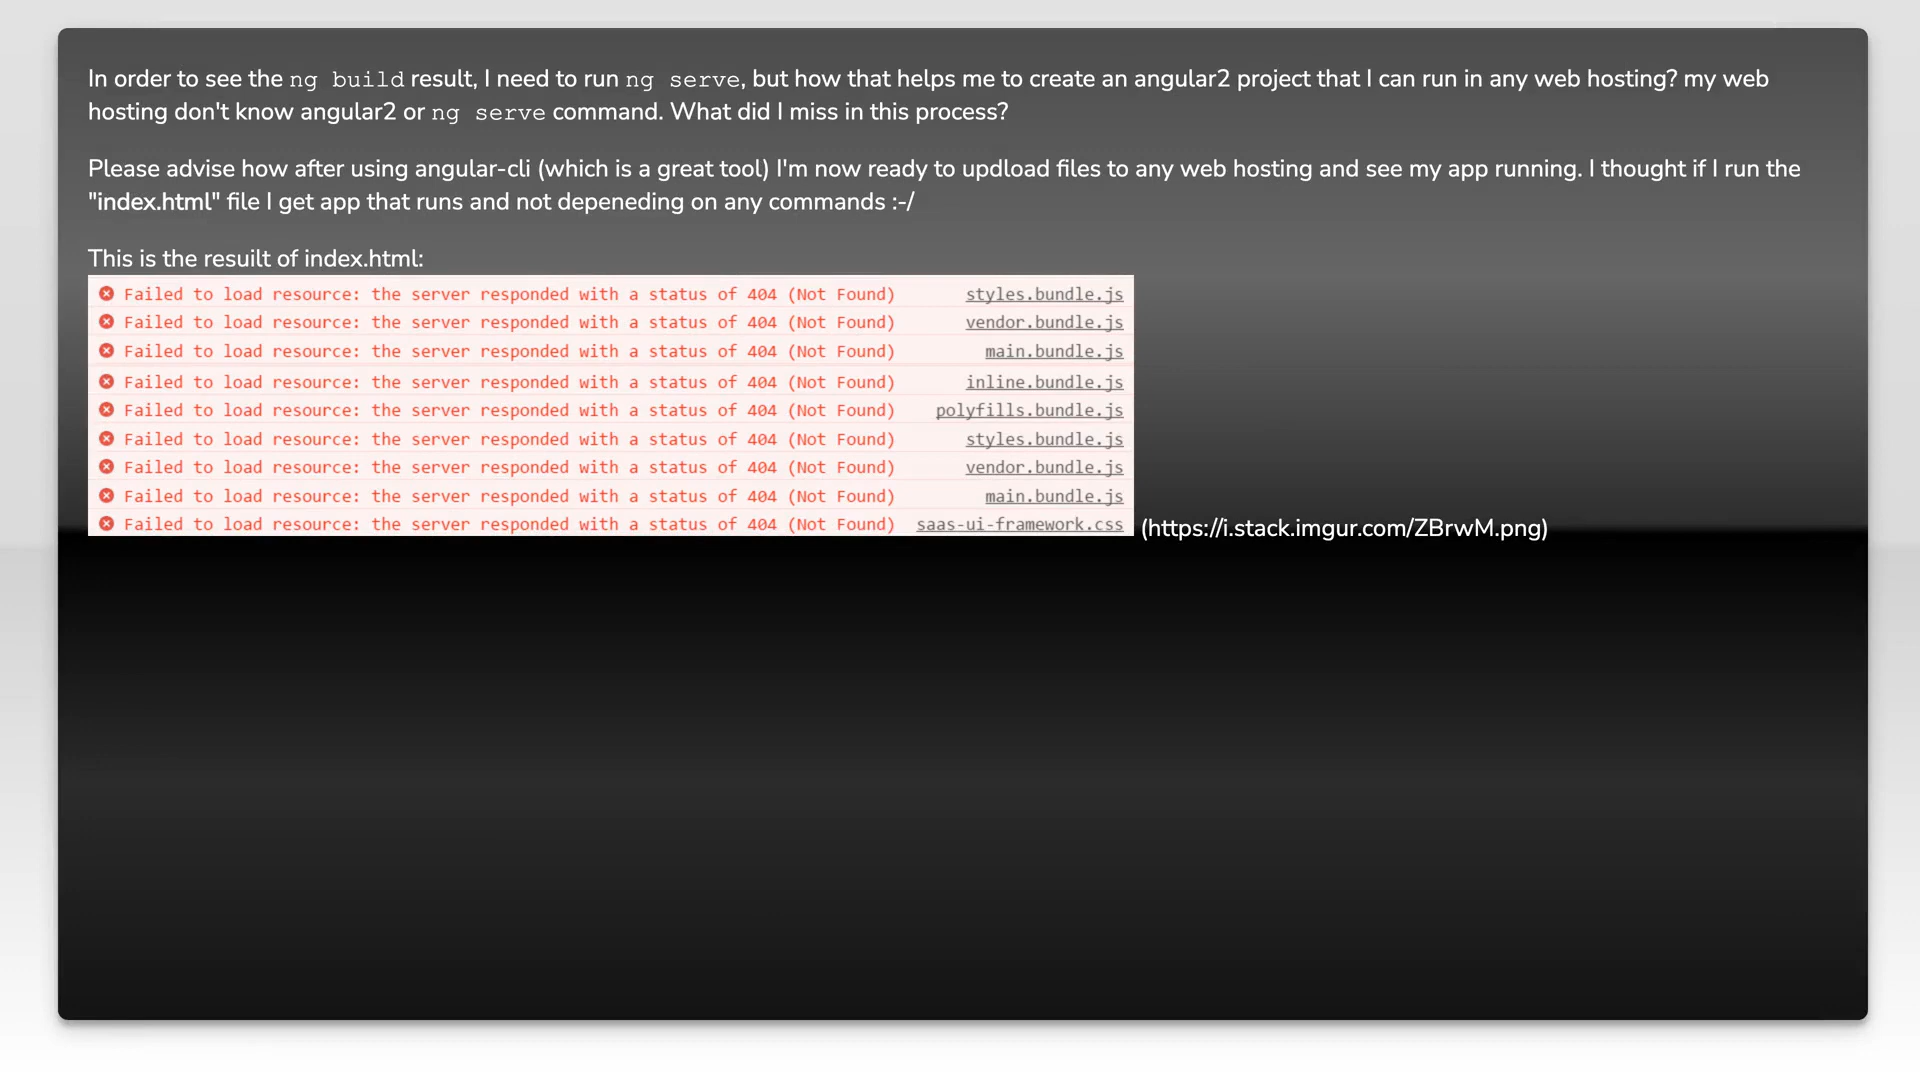 In order to see the ng build result, I need to run ng serve, but how that helps me to create an angular2 project that I can run in any web hosting? my web
hosting don't know angular2 or ng serve command. What did I miss in this process?
Please advise how after using angular-cli (which is a great tool) I'm now ready to updload files to any web hosting and see my app running. I thought if I run the
"index.html" file I get app that runs and not depeneding on any commands :-/
This is the resuilt of index.html:
Failed to load resource: the server responded with a status of 404 (Not Found) styles.bundle.js
Failed to load resource: the server responded with a status of 404 (Not Found) vendor.bundle.js
Failed to load resource: the server responded with a status of 404 (Not Found) main.bundle.js
Failed to load resource: the server responded with a status of 404 (Not Found) inline.bundle.js
Failed to load resource: the server responded with a status of 404 (Not Found) polyfills.bundle.js
Failed to load resource: the server responded with a status of 404 (Not Found) styles.bundle.js
Failed to load resource: the server responded with a status of 404 (Not Found) vendor.bundle.js
Failed to load resource: the server responded with a status of 404 (Not Found) main.bundle.js
Failed to load resource: the server responded with a status of 404 (Not Found) saas-ui-framework.css
(https://i.stack.imgur.com/ZBrwM.png)